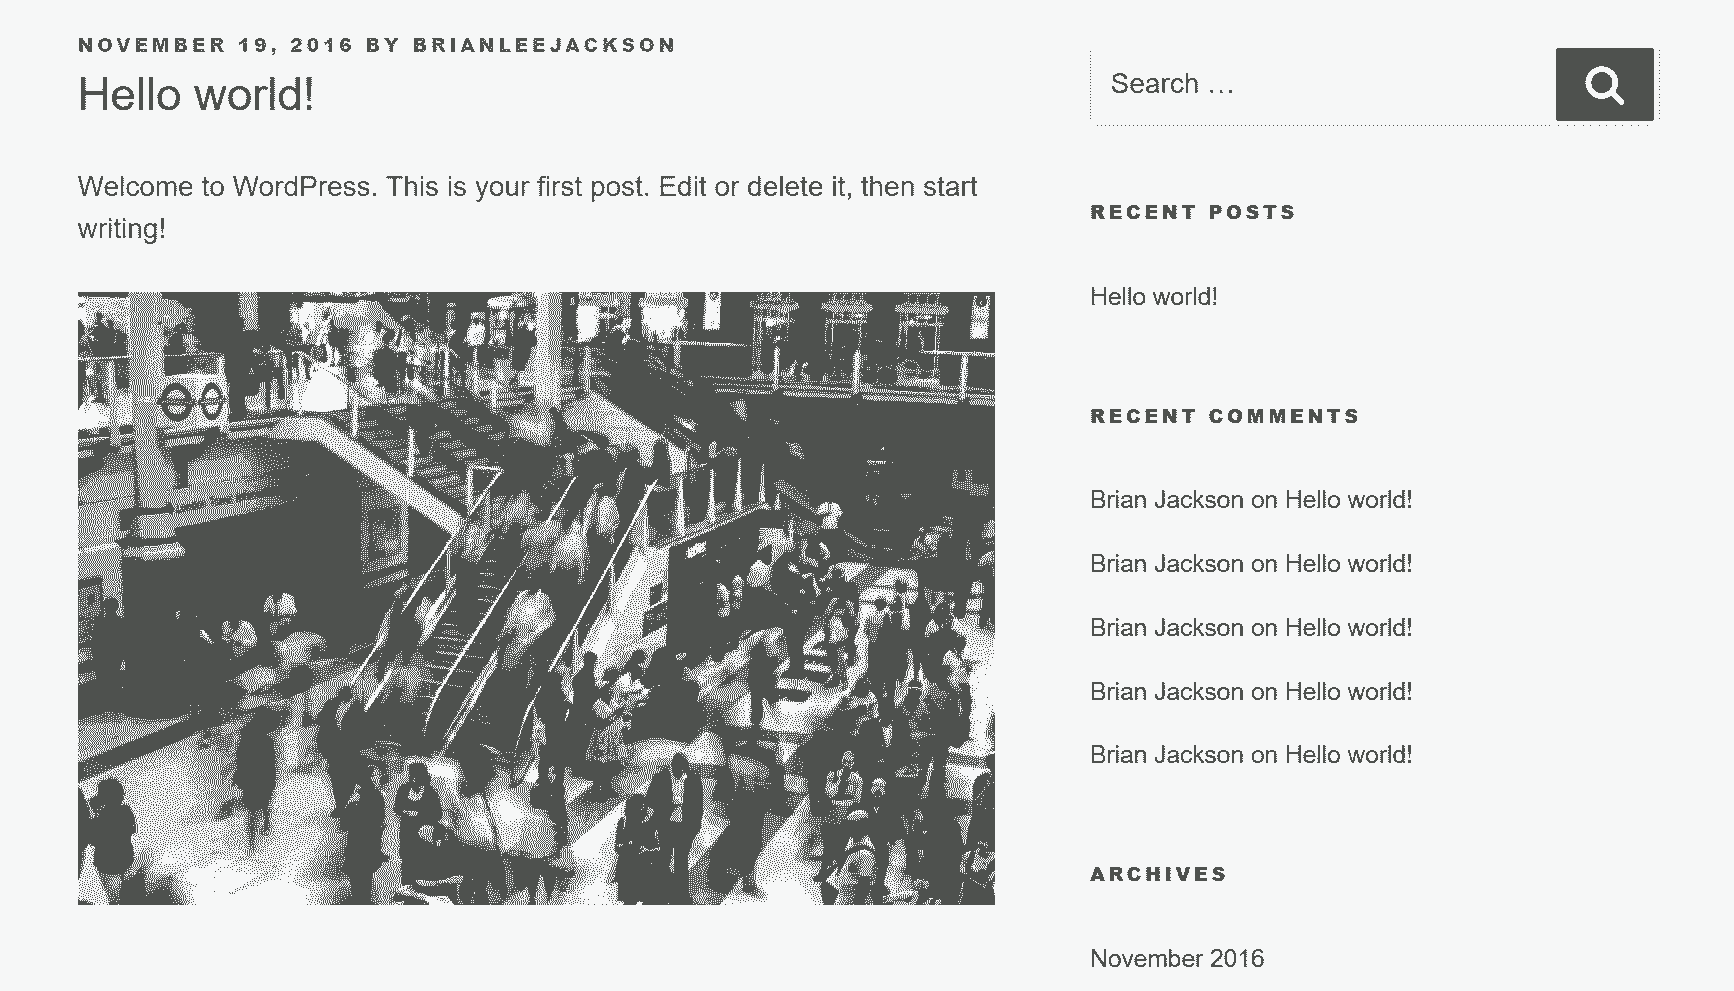 NOVEMBER 19, 2016 BY BRIANLEEJACKSON
Hello world!
Welcome to WordPress. This is your first post. Edit or delete it, then start
writing!
Search …
RECENT POSTS
Hello world!
RECENT COMMENTS
Brian Jackson on Hello world!
Brian Jackson on Hello world!
Brian Jackson on Hello world!
Brian Jackson on Hello world!
Brian Jackson on Hello world!
ARCHIVES
November 2016